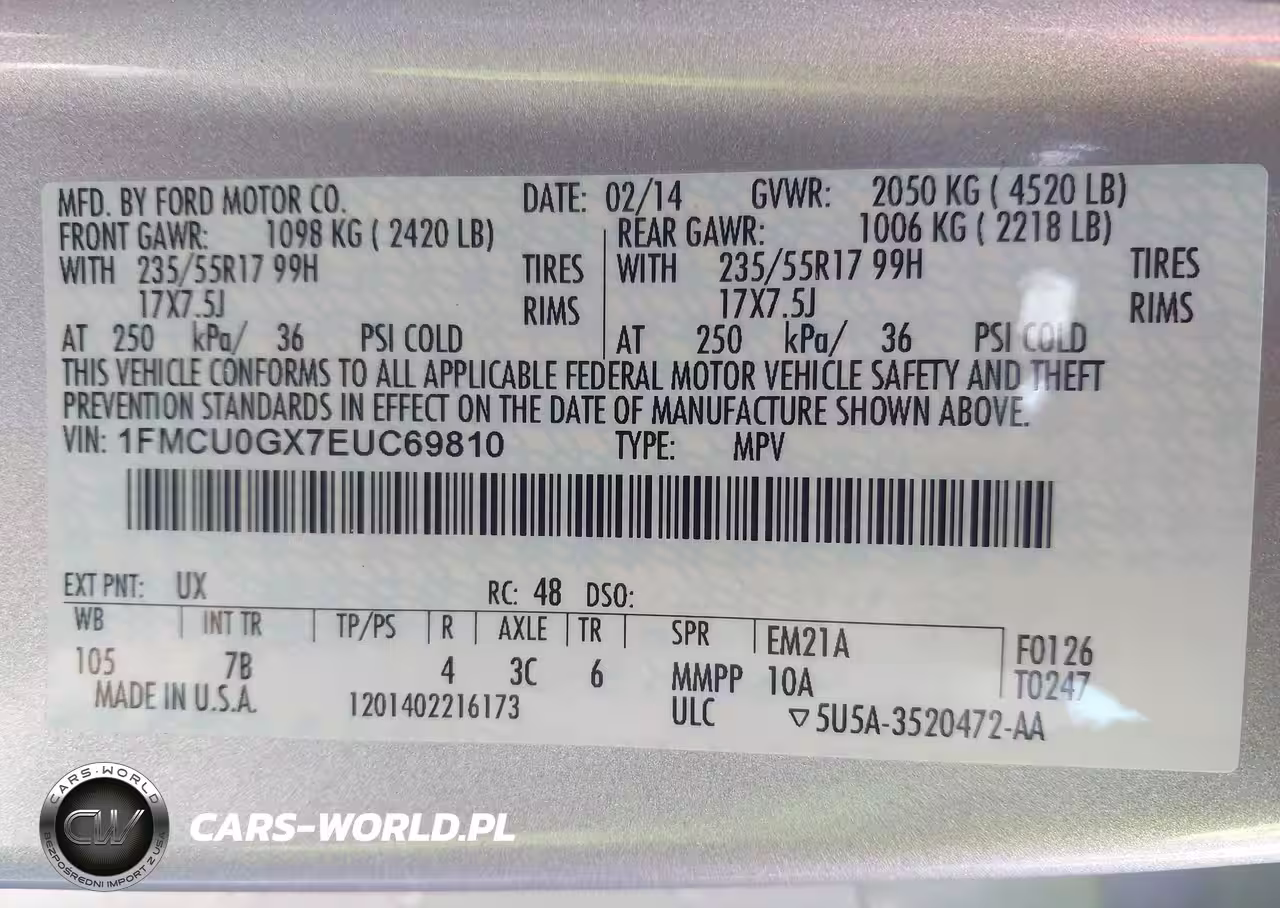 MFD. BY FORD MOTOR CO. DATE: 02/14 GVWR: 2050 KG ( 4520 LB)
FRONT GAWR: 1098 KG ( 2420 LB) REAR GAWR: 1006 KG ( 2218 LB)
WITH 235/55R17 99H TIRES WITH 235/55R17 99H TIRES
17X7.5J RIMS 17X7.5J RIMS
AT 250 kPa/ 36 PSI COLD AT 250 kPa/ 36 PSI COLD
THIS VEHICLE CONFORMS TO ALL APPLICABLE FEDERAL MOTOR VEHICLE SAFETY AND THEFT
PREVENTION STANDARDS IN EFFECT ON THE DATE OF MANUFACTURE SHOWN ABOVE.
VIN: 1FMCU0GX7EUC69810 TYPE: MPV
EXT PNT: UX RC: 48 DSO:
WB INT TR TP/PS R AXLE TR SPR EM21A F0126
105 7B 4 3C 6 MMPP 10A T0247
MADE IN U.S.A. 1201402216173 ULC ▽5U5A-3520472-AA
CARS-WORLD
CW
BEZPOŚREDNI IMPORT Z USA
CARS-WORLD.PL